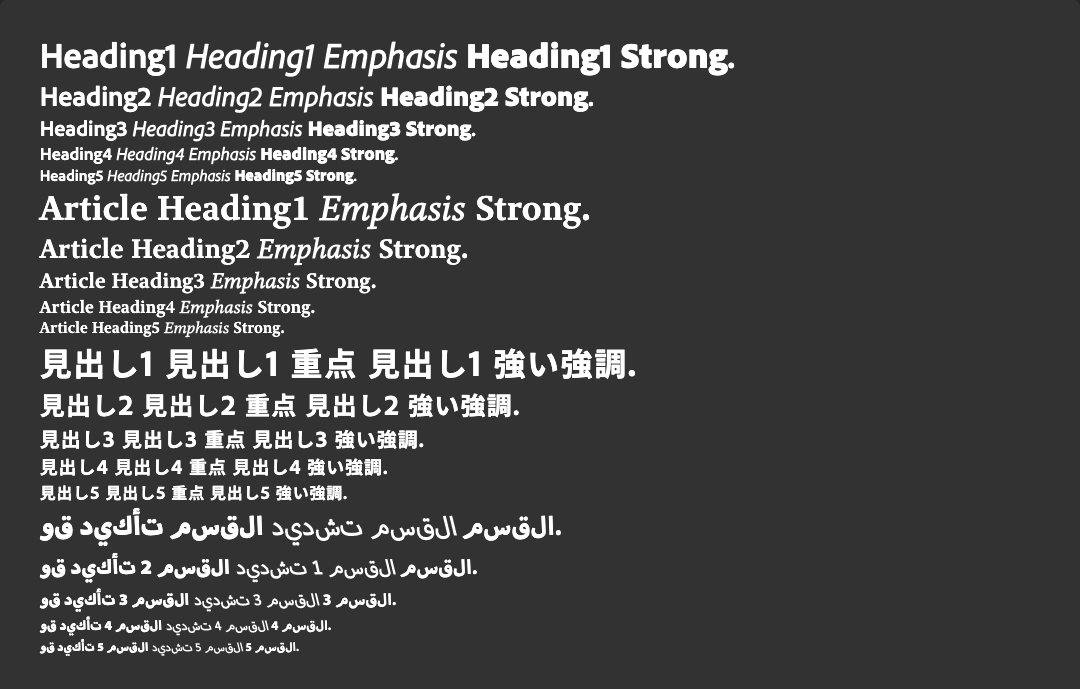 Heading1 Heading1 Emphasis Heading1 Strong.
Heading2 Heading2 Emphasis Heading2 Strong.
Heading3 Heading3 Emphasis Heading3 Strong.
Heading4 Heading4 Emphasis Heading4 Strong.
Heading5 Heading5 Emphasis Heading5 Strong.
Article Heading1 Emphasis Strong.
Article Heading2 Emphasis Strong.
Article Heading3 Emphasis Strong.
Article Heading4 Emphasis Strong.
Article Heading5 Emphasis Strong.
見出し1 見出し1 重点 見出し1 強い強調.
見出し2 見出し2 重点 見出し2 強い強調.
見出し3 見出し3 重点 見出し3 強い強調.
見出し4 見出し4 重点 見出し4 強い強調.
見出し5 見出し5 重点 見出し5 強い強調.
القسم القسم تشديد القسم تأكيد قو.
القسم القسم 1 تشديد القسم 2 تأكيد قو.
القسم 3 القسم 3 تشديد القسم 3 تأكيد قو.
القسم 4 القسم 4 تشديد القسم 4 تأكيد قو.
القسم 5 القسم 5 تشديد القسم 5 تأكيد قو.